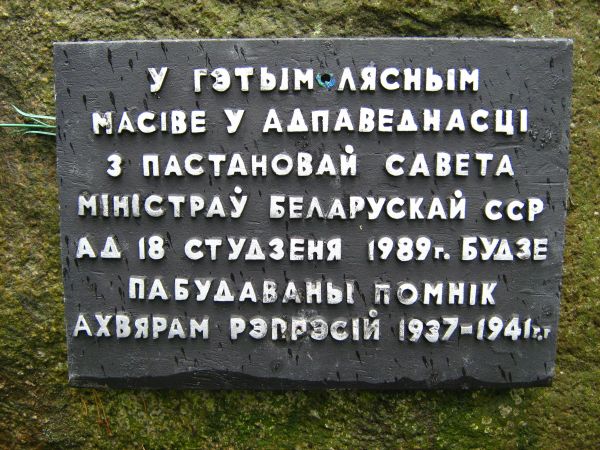 У ГЭТЫМ ЛЯСНЫМ
МАСІВЕ У АДПАВЕДНАСЦІ
З ПАСТАНОВАЙ САВЕТА
МІНІСТРАЎ БЕЛАРУСКАЙ ССР
АД 18 СТУДЗЕНЯ 1989г. БУДЗЕ
ПАБУДАВАНЫ ПОМНІК
АХВЯРАМ РЭПРЭСІЙ 1937-1941г.г